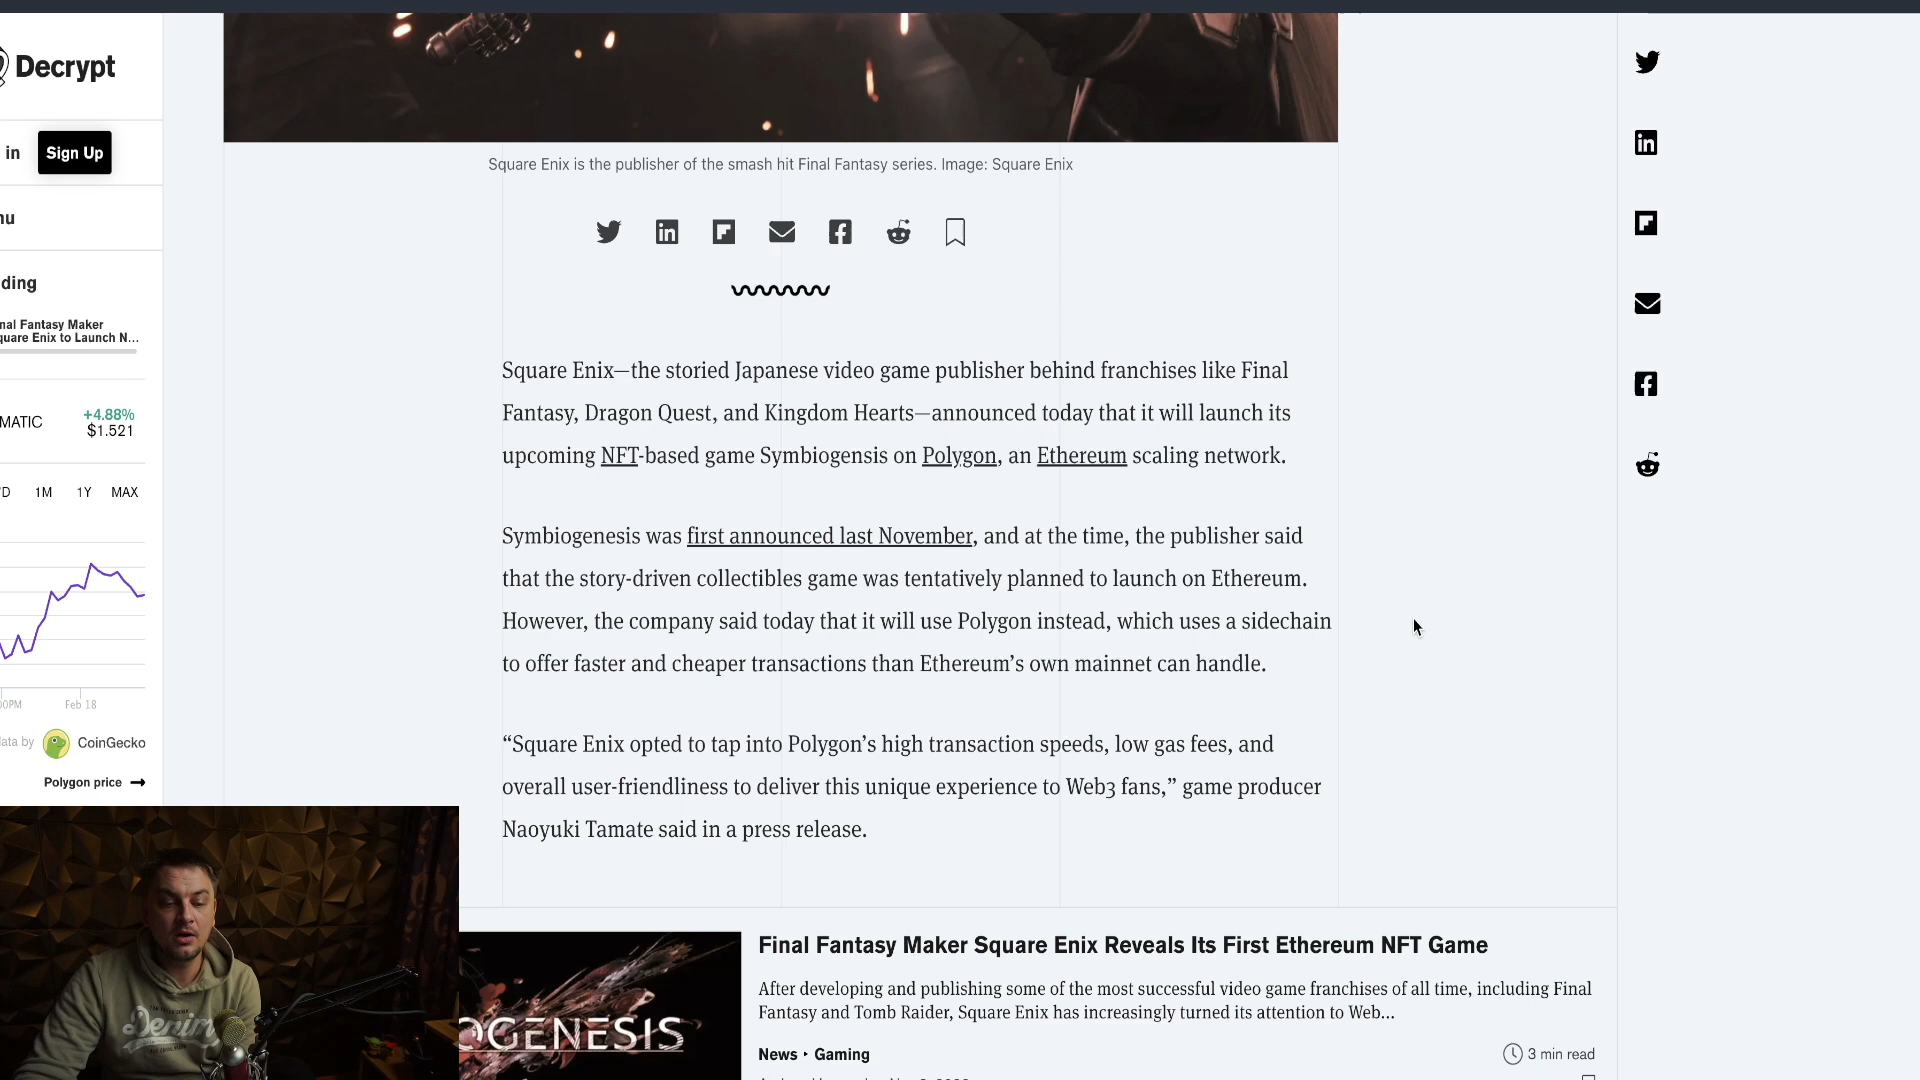 Decrypt
in
Sign Up
nu
ding
nal Fantasy Maker
quare Enix to Launch N...
MATIC
+4.88%
$1.521
'D 1M 1Y MAX
00PM Feb 18
ata by CoinGecko
Polygon price
Square Enix is the publisher of the smash hit Final Fantasy series. Image: Square Enix
Square Enix—the storied Japanese video game publisher behind franchises like Final
Fantasy, Dragon Quest, and Kingdom Hearts—announced today that it will launch its
upcoming NFT-based game Symbiogensis on Polygon, an Ethereum scaling network.
Symbiogenesis was first announced last November, and at the time, the publisher said
that the story-driven collectibles game was tentatively planned to launch on Ethereum.
However, the company said today that it will use Polygon instead, which uses a sidechain
to offer faster and cheaper transactions than Ethereum’s own mainnet can handle.
“Square Enix opted to tap into Polygon’s high transaction speeds, low gas fees, and
overall user-friendliness to deliver this unique experience to Web3 fans,” game producer
Naoyuki Tamate said in a press release.
OGENESIS
Final Fantasy Maker Square Enix Reveals Its First Ethereum NFT Game
After developing and publishing some of the most successful video game franchises of all time, including Final
Fantasy and Tomb Raider, Square Enix has increasingly turned its attention to Web...
News • Gaming
3 min read
Denim